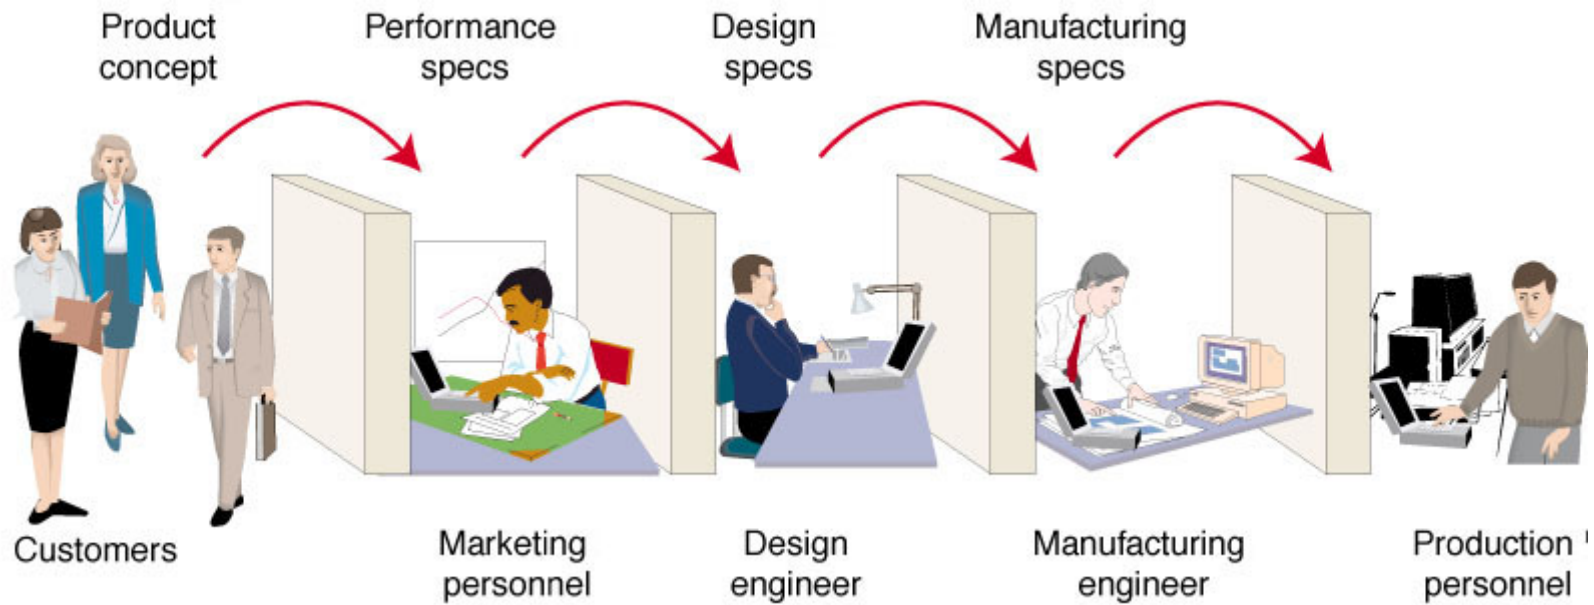 Product
concept
Performance
specs
Design
specs
Manufacturing
specs
Customers
Marketing
personnel
Design
engineer
Manufacturing
engineer
Production
personnel